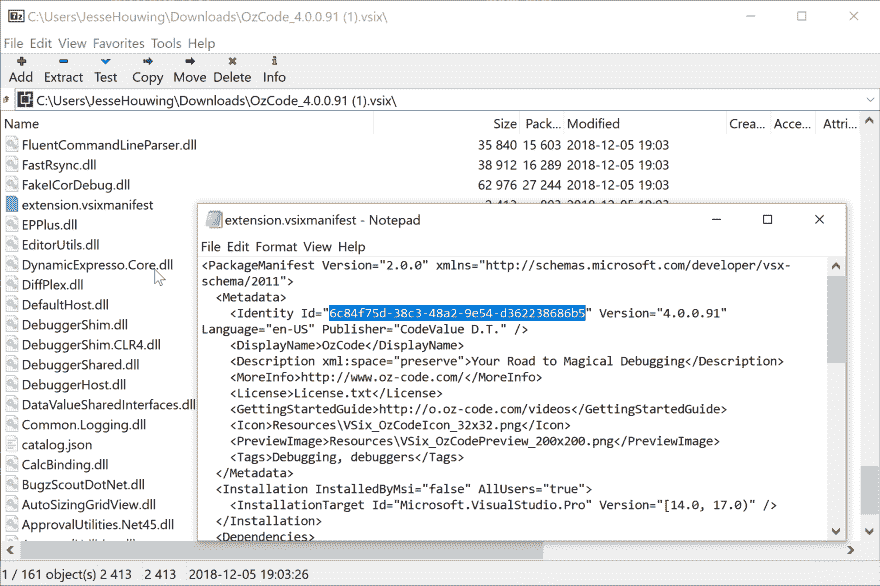 C:\Users\JesseHouwing\Downloads\OzCode_4.0.0.91 (1).vsix\
File Edit View Favorites Tools Help
Add Extract Test Copy Move Delete Info
C:\Users\JesseHouwing\Downloads\OzCode_4.0.0.91 (1).vsix\
Name Size Pack... Modified Crea... Acce... Attri...
FluentCommandLineParser.dll 35 840 15 603 2018-12-05 19:03
FastRsync.dll 38 912 16 289 2018-12-05 19:03
FakeICorDebug.dll 62 976 27 244 2018-12-05 19:03
extension.vsixmanifest
EPPlus.dll
EditorUtils.dll
DynamicExpresso.Core.dll
DiffPlex.dll
DefaultHost.dll
DebuggerShim.dll
DebuggerShim.CLR4.dll
DebuggerShared.dll
DebuggerHost.dll
DataValueSharedInterfaces.dll
Common.Logging.dll
catalog.json
CalcBinding.dll
BugzScoutDotNet.dll
AutoSizingGridView.dll
ApprovalUtilities.Net45.dll
extension.vsixmanifest - Notepad
File Edit Format View Help
<PackageManifest Version="2.0.0" xmlns="http://schemas.microsoft.com/developer/vsx-
schema/2011">
<Metadata>
<Identity Id="6c84f75d-38c3-48a2-9e54-d362238686b5" Version="4.0.0.91"
Language="en-US" Publisher="CodeValue D.T." />
<DisplayName>OzCode</DisplayName>
<Description xml:space="preserve">Your Road to Magical Debugging</Description>
<MoreInfo>http://www.oz-code.com/</MoreInfo>
<License>License.txt</License>
<GettingStartedGuide>http://o.oz-code.com/videos</GettingStartedGuide>
<Icon>Resources\VSix_OzCodeIcon_32x32.png</Icon>
<PreviewImage>Resources\VSix_OzCodePreview_200x200.png</PreviewImage>
<Tags>Debugging, debuggers</Tags>
</Metadata>
<Installation InstalledByMsi="false" AllUsers="true">
<InstallationTarget Id="Microsoft.VisualStudio.Pro" Version="[14.0, 17.0)" />
</Installation>
<Dependencies>
1 / 161 object(s) 2 413 2 413 2018-12-05 19:03:26